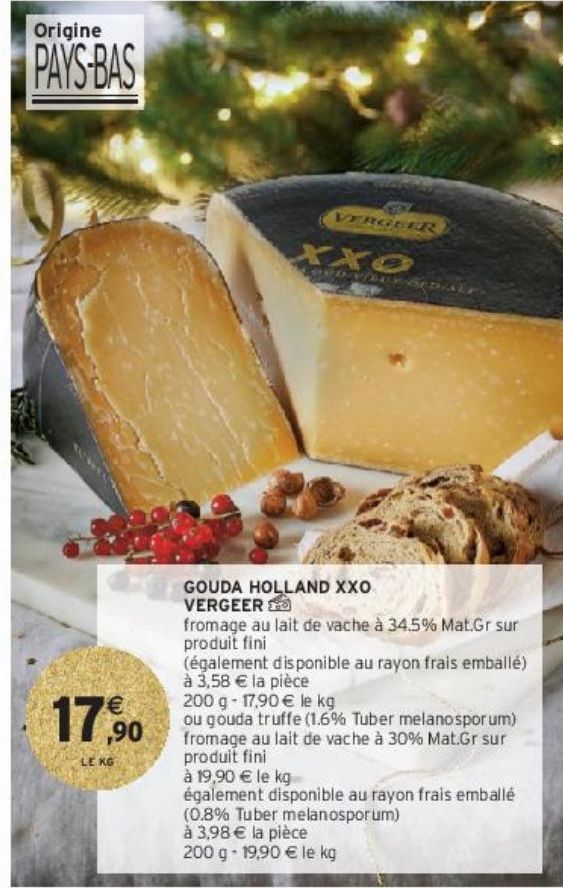 Origine
PAYS-BAS
VERGEER
XXO
GOUDA HOLLAND XXO
VERGEER
fromage au lait de vache à 34.5% Mat.Gr sur
produit fini
(également disponible au rayon frais emballé)
à 3,58 € la pièce
200 g - 17,90 € le kg
ou gouda truffe (1.6% Tuber melanosporum)
fromage au lait de vache à 30% Mat.Gr sur
produit fini
à 19,90 € le kg
également disponible au rayon frais emballé
(0.8% Tuber melanosporum)
à 3,98 € la pièce
200 g - 19,90 € le kg
17€,90
LE KG